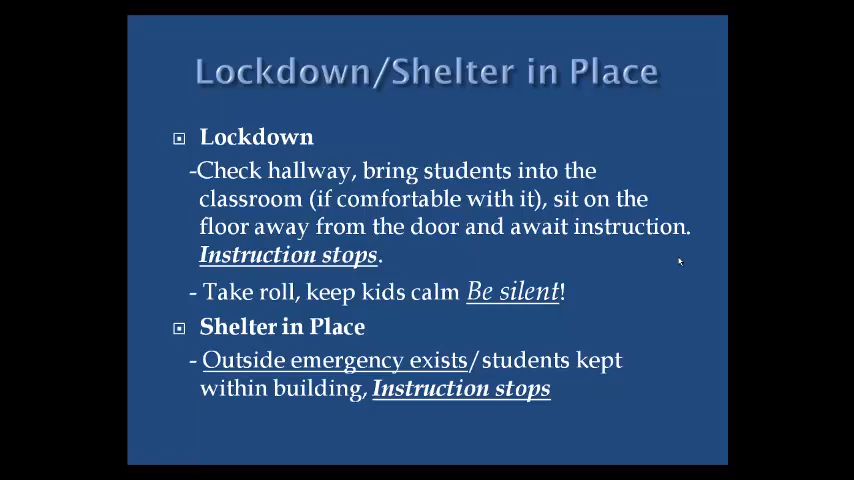 Lockdown/Shelter in Place
Lockdown
-Check hallway, bring students into the
classroom (if comfortable with it), sit on the
floor away from the door and await instruction.
Instruction stops.
- Take roll, keep kids calm Be silent!
Shelter in Place
- Outside emergency exists/students kept
within building, Instruction stops